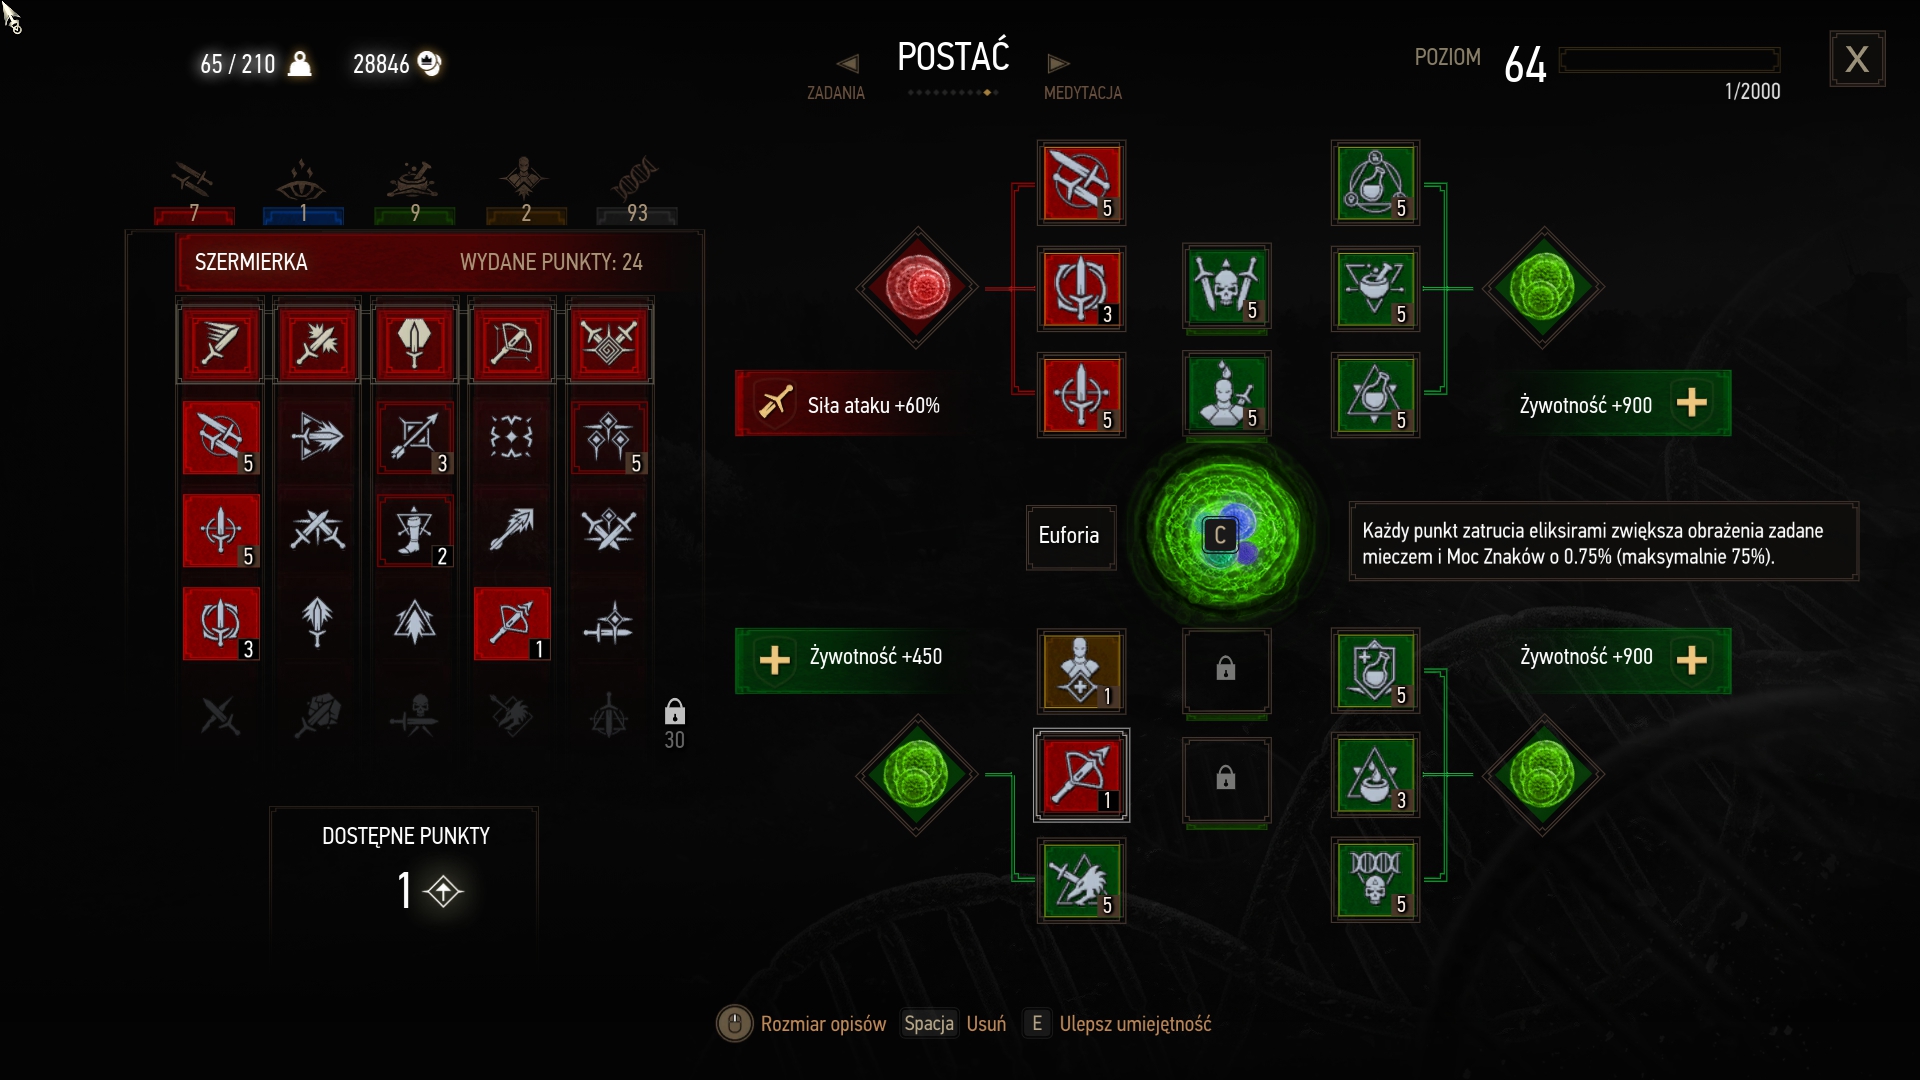 65 / 210
28846
POSTAĆ
ZADANIA
MEDYTACJA
POZIOM
64
1/2000
X
7
1
9
2
93
SZERMIERKA
WYDANE PUNKTY: 24
5
3
5
5
2
3
1
30
DOSTĘPNE PUNKTY
1
5
3
5
5
5
5
5
5
Siła ataku +60%
Żywotność +900
Euforia
C
Każdy punkt zatrucia eliksirami zwiększa obrażenia zadane
mieczem i Moc Znaków o 0.75% (maksymalnie 75%).
Żywotność +450
Żywotność +900
1
1
5
5
3
5
Rozmiar opisów
Spacja
Usuń
E
Ulepsz umiejętność